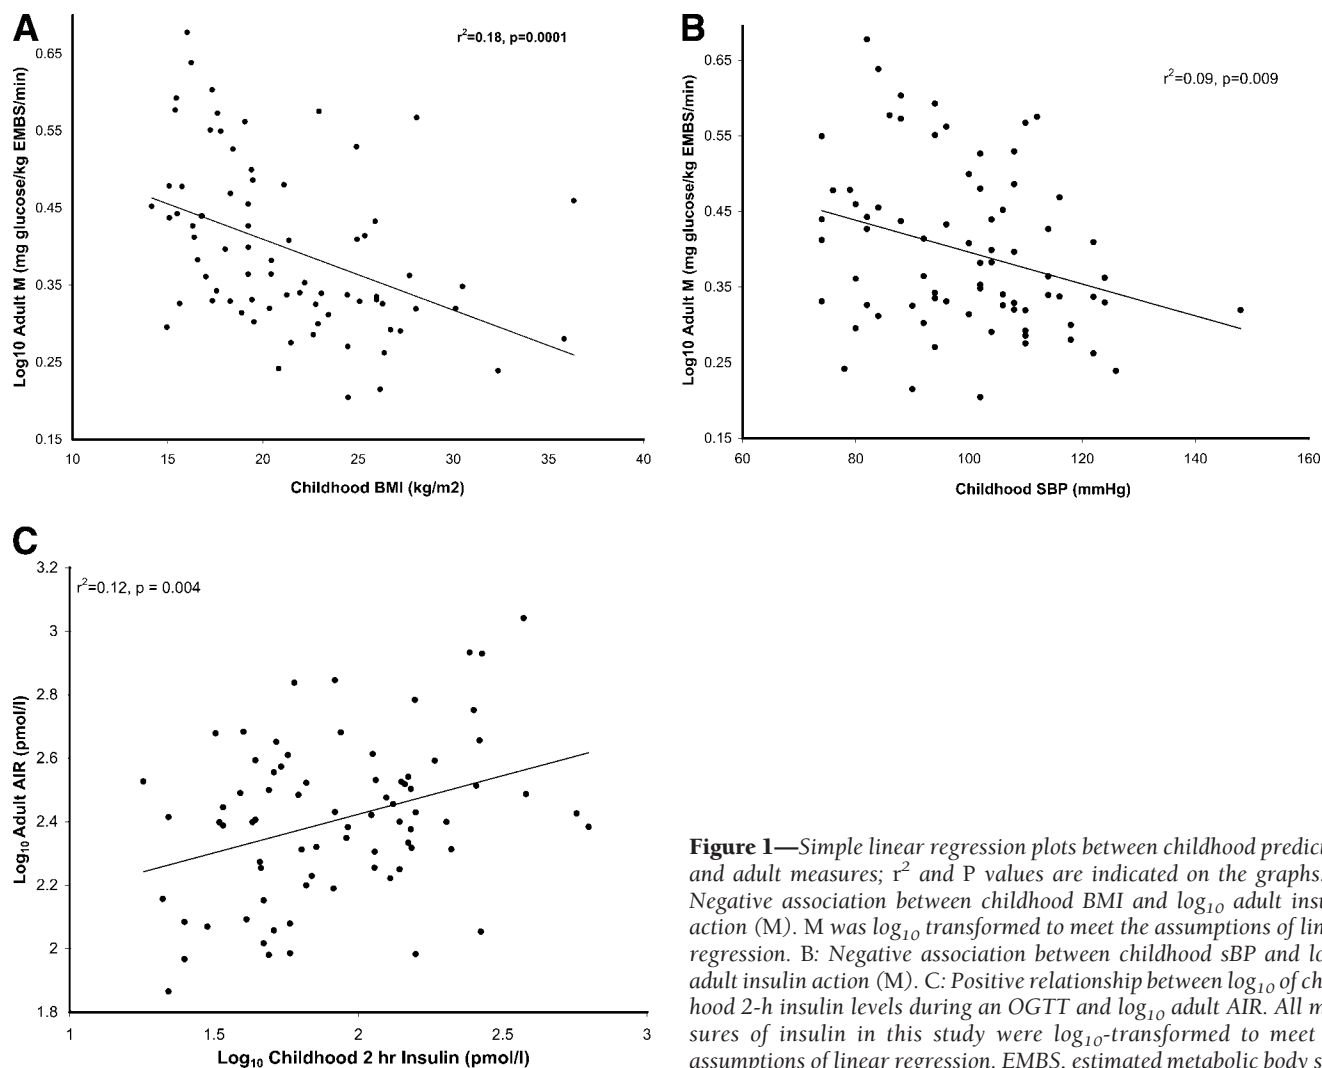 A
r²=0.18, p=0.0001
Log10 Adult M (mg glucose/kg EMBS/min)
0.65
0.55
0.45
0.35
0.25
0.15
10 15 20 25 30 35 40
Childhood BMI (kg/m2)
B
r²=0.09, p=0.009
Log10 Adult M (mg glucose/kg EMBS/min)
0.65
0.55
0.45
0.35
0.25
0.15
60 80 100 120 140 160
Childhood SBP (mmHg)
C
r²=0.12, p = 0.004
Log₁₀ Adult AIR (pmol/l)
3.2
3
2.8
2.6
2.4
2.2
2
1.8
1 1.5 2 2.5 3
Log₁₀ Childhood 2 hr Insulin (pmol/l)
Figure 1—Simple linear regression plots between childhood
and adult measures; r² and P values are indicated on the graphs.
Negative association between childhood BMI and log₁₀ adult
action (M). M was log₁₀ transformed to meet the assumptions of
regression. B: Negative association between childhood sBP and
adult insulin action (M). C: Positive relationship between log₁₀ of
hood 2-h insulin levels during an OGTT and log₁₀ adult AIR. All
sures of insulin in this study were log₁₀-transformed to meet
assumptions of linear regression. EMBS, estimated metabolic body